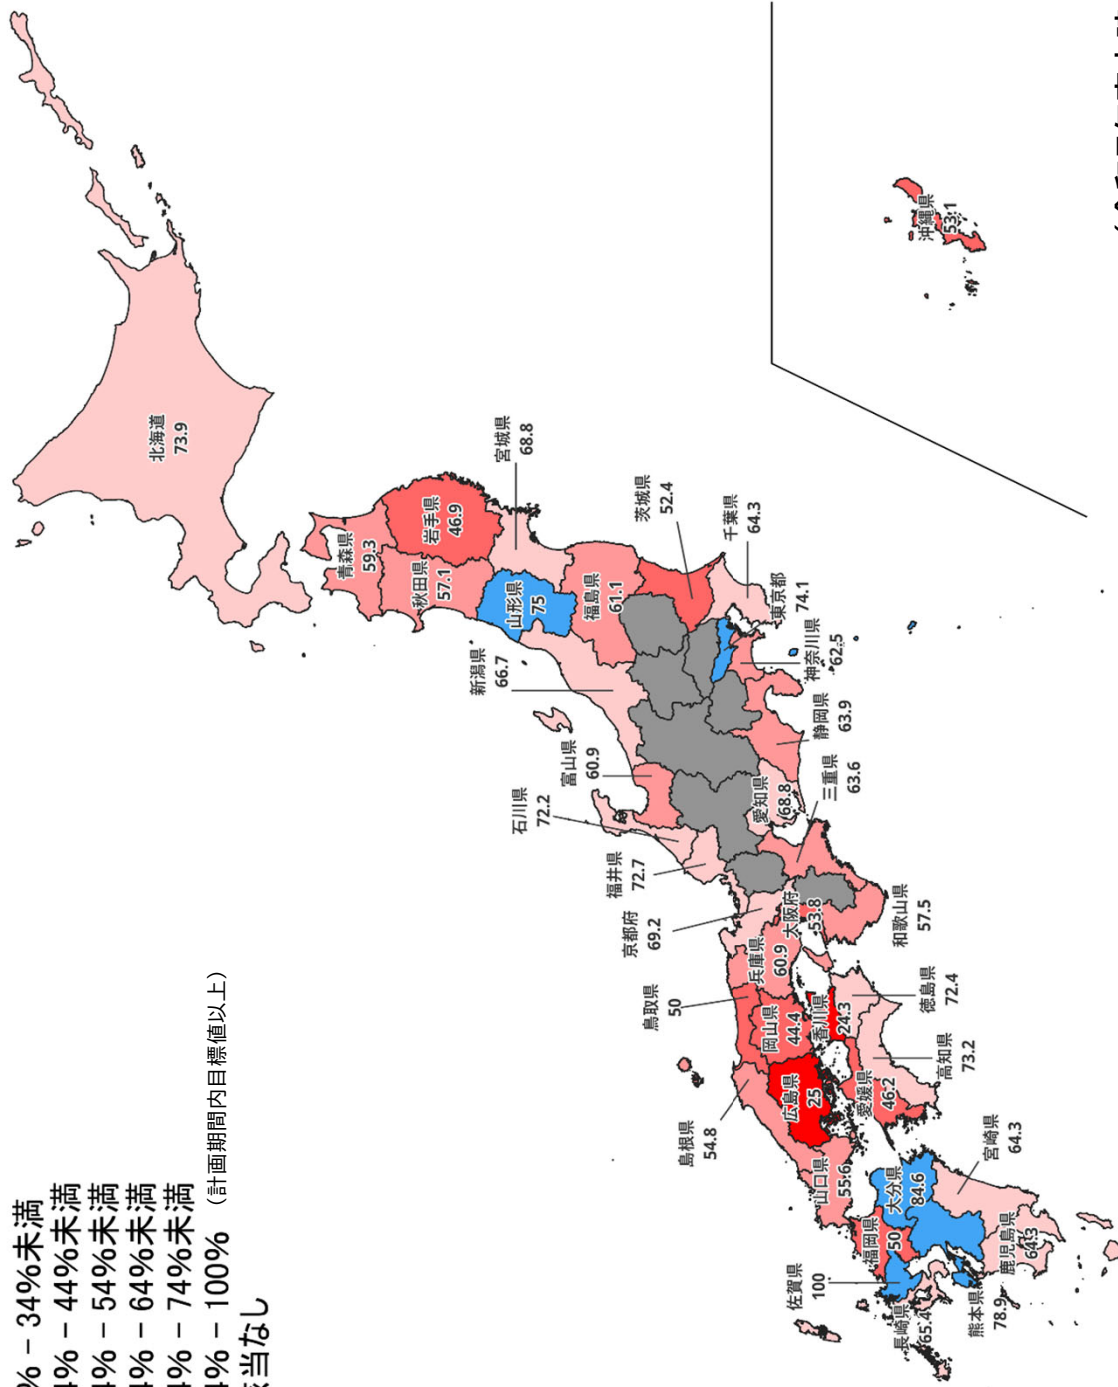 % − 34%未満
4% − 44%未満
4% − 54%未満
4% − 64%未満
4% − 74%未満
4% − 100% （計画期間内目標値以上）
当なし
北海道
73.9
青森県
59.3
岩手県
46.9
秋田県
57.1
宮城県
68.8
山形県
75
福島県
61.1
新潟県
66.7
茨城県
52.4
千葉県
64.3
東京都
74.1
神奈川県
62.5
富山県
60.9
石川県
72.2
福井県
72.7
静岡県
63.9
愛知県
68.8
三重県
63.6
京都府
69.2
大阪府
53.8
兵庫県
60.9
和歌山県
57.5
鳥取県
50
岡山県
44.4
島根県
54.8
広島県
25
山口県
55.6
香川県
24.3
徳島県
72.4
愛媛県
46.2
高知県
73.2
福岡県
50
大分県
84.6
佐賀県
100
長崎県
65.4
熊本県
78.9
宮崎県
64.3
鹿児島県
64.3
沖縄県
53.1